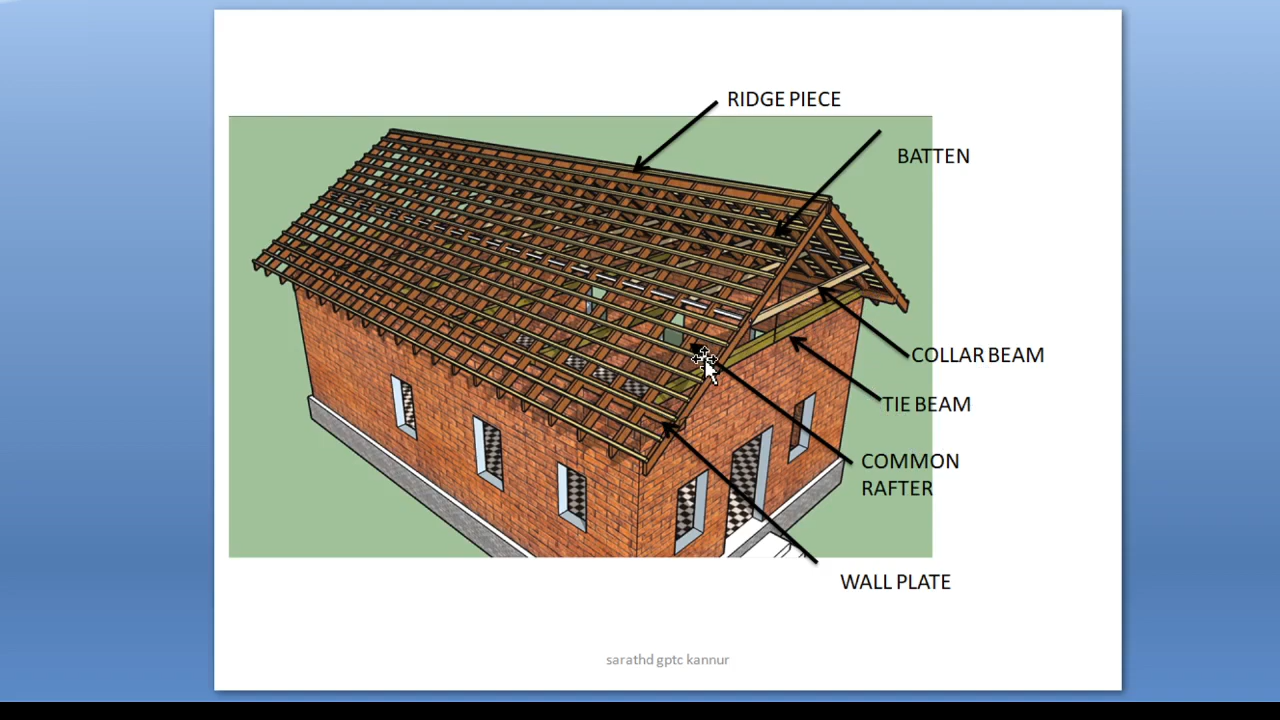 RIDGE PIECE
BATTEN
COLLAR BEAM
TIE BEAM
COMMON
RAFTER
WALL PLATE
sarathd gptc kannur